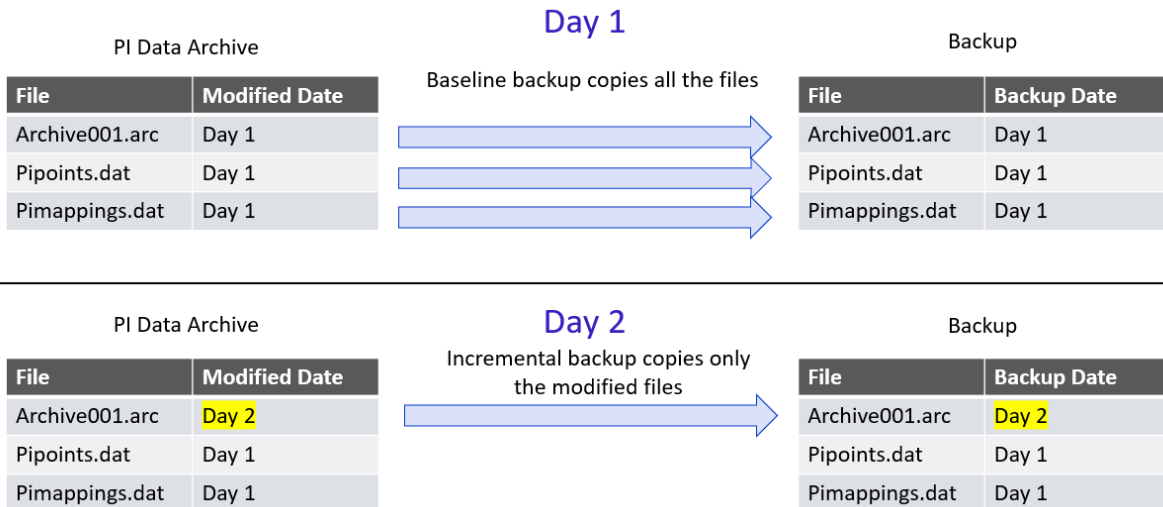 Day 1
PI Data Archive
Backup
Baseline backup copies all the files
File Modified Date
Archive001.arc Day 1
Pipoints.dat Day 1
Pimappings.dat Day 1
File Backup Date
Archive001.arc Day 1
Pipoints.dat Day 1
Pimappings.dat Day 1
Day 2
PI Data Archive
Backup
Incremental backup copies only
the modified files
File Modified Date
Archive001.arc Day 2
Pipoints.dat Day 1
Pimappings.dat Day 1
File Backup Date
Archive001.arc Day 2
Pipoints.dat Day 1
Pimappings.dat Day 1